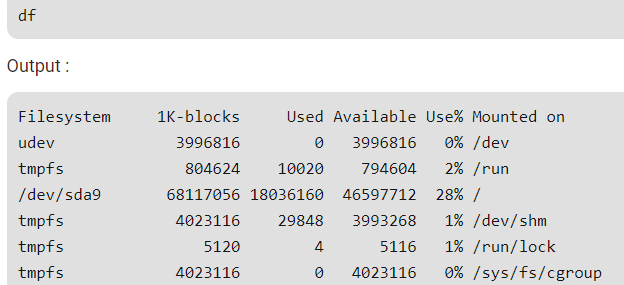 df
Output :
Filesystem     1K-blocks     Used Available Use% Mounted on
udev             3996816        0   3996816   0% /dev
tmpfs             804624    10020    794604   2% /run
/dev/sda9       68117056 18036160  46597712  28% /
tmpfs            4023116    29848   3993268   1% /dev/shm
tmpfs               5120        4      5116   1% /run/lock
tmpfs            4023116        0   4023116   0% /sys/fs/cgroup